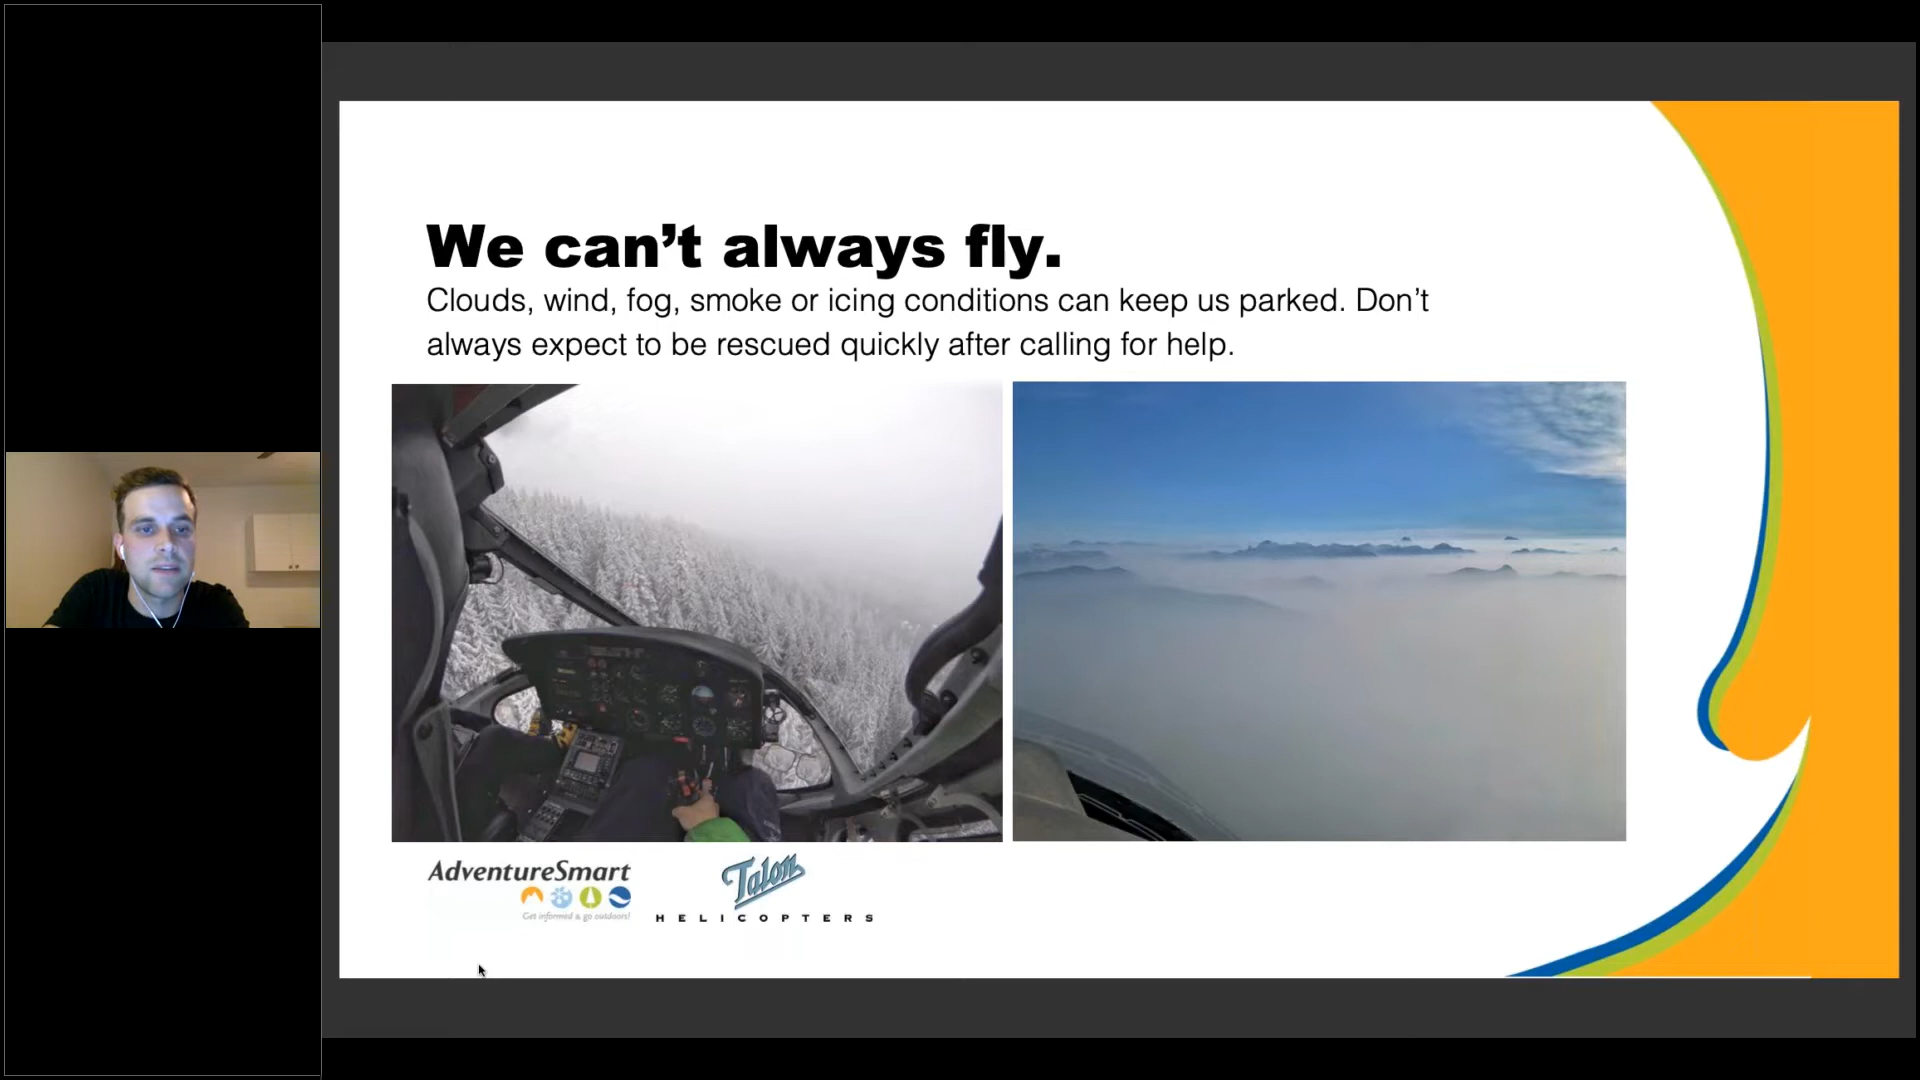 We can’t always fly.
Clouds, wind, fog, smoke or icing conditions can keep us parked. Don’t
always expect to be rescued quickly after calling for help.
AdventureSmart
Get informed & go outdoors!
Talon
HELICOPTERS